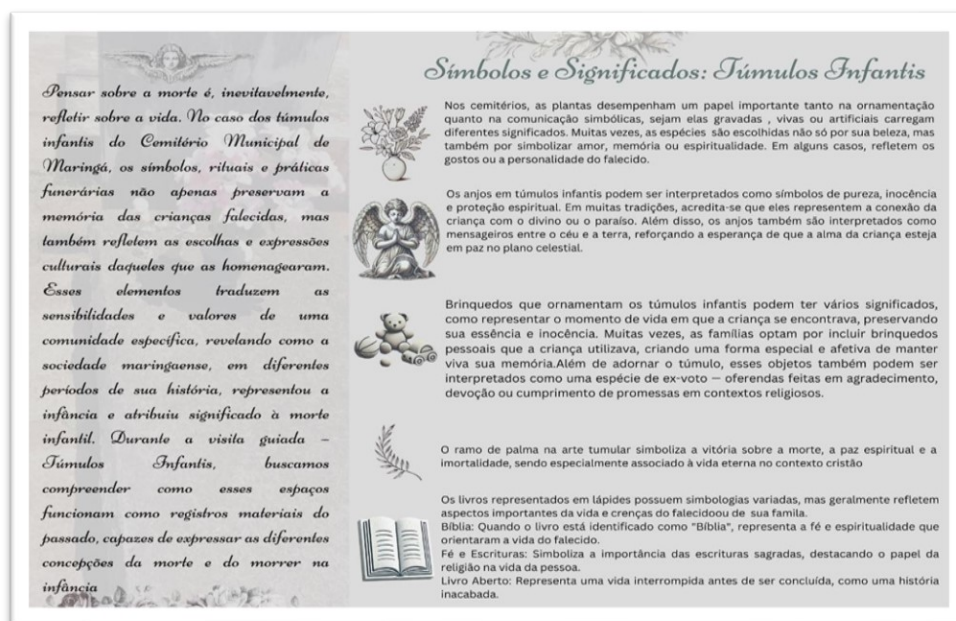 Pensar sobre a morte é, inevitavelmente,
refletir sobre a vida. No caso dos túmulos
infantis do Cemitério Municipal de
Maringá, os símbolos, rituais e práticas
funerárias não apenas preservam a
memória das crianças falecidas, mas
também refletem as escolhas e expressões
culturais daqueles que as homenagearam.
Esses elementos traduzem as
sensibilidades e valores de uma
comunidade específica, revelando como a
sociedade maringaense, em diferentes
períodos de sua história, representou a
infância e atribuiu significado à morte
infantil. Durante a visita guiada –
Túmulos Infantis, buscamos
compreender como esses espaços
funcionam como registros materiais do
passado, capazes de expressar as diferentes
concepções da morte e do morrer na
infância
Símbolos e Significados: Túmulos Infantis
Nos cemitérios, as plantas desempenham um papel importante tanto na ornamentação
quanto na comunicação simbólicas, sejam elas gravadas , vivas ou artificiais carregam
diferentes significados. Muitas vezes, as espécies são escolhidas não só por sua beleza, mas
também por simbolizar amor, memória ou espiritualidade. Em alguns casos, refletem os
gostos ou a personalidade do falecido.
Os anjos em túmulos infantis podem ser interpretados como símbolos de pureza, inocência
e proteção espiritual. Em muitas tradições, acredita-se que eles representem a conexão da
criança com o divino ou o paraíso. Além disso, os anjos também são interpretados como
mensageiros entre o céu e a terra, reforçando a esperança de que a alma da criança esteja
em paz no plano celestial.
Brinquedos que ornamentam os túmulos infantis podem ter vários significados,
como representar o momento de vida em que a criança se encontrava, preservando
sua essência e inocência. Muitas vezes, as famílias optam por incluir brinquedos
pessoais que a criança utilizava, criando uma forma especial e afetiva de manter
viva sua memória.Além de adornar o túmulo, esses objetos também podem ser
interpretados como uma espécie de ex-voto — oferendas feitas em agradecimento,
devoção ou cumprimento de promessas em contextos religiosos.
O ramo de palma na arte tumular simboliza a vitória sobre a morte, a paz espiritual e a
imortalidade, sendo especialmente associado à vida eterna no contexto cristão
Os livros representados em lápides possuem simbologias variadas, mas geralmente refletem
aspectos importantes da vida e crenças do falecidoou de sua famila.
Bíblia: Quando o livro está identificado como "Bíblia", representa a fé e espiritualidade que
orientaram a vida do falecido.
Fé e Escrituras: Simboliza a importância das escrituras sagradas, destacando o papel da
religião na vida da pessoa.
Livro Aberto: Representa uma vida interrompida antes de ser concluída, como uma história
inacabada.